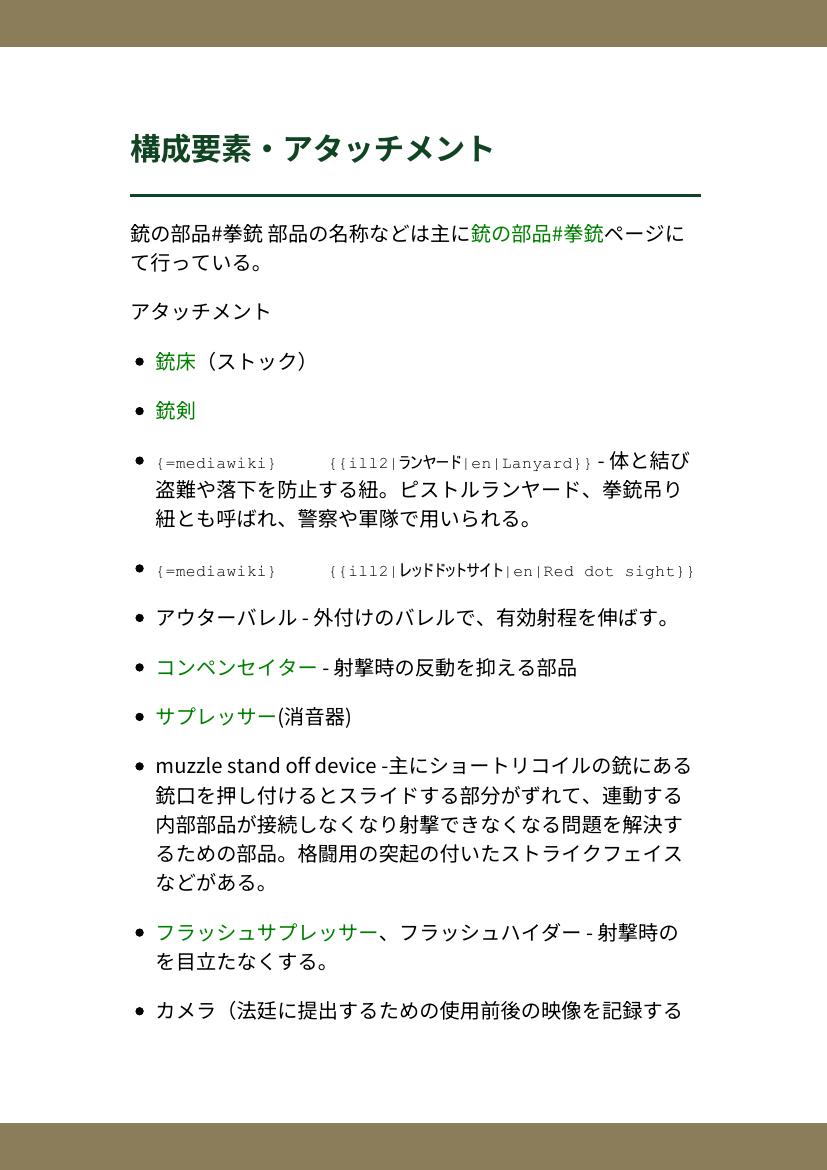 構成要素・アタッチメント
銃の部品#拳銃 部品の名称などは主に銃の部品#拳銃ページに
て行っている。
アタッチメント
• 銃床（ストック）
• 銃剣
• {=mediawiki} {{ill2|ランヤード|en|Lanyard}} - 体と結び
盗難や落下を防止する紐。ピストルランヤード、拳銃吊り
紐とも呼ばれ、警察や軍隊で用いられる。
• {=mediawiki} {{ill2|レッドドットサイト|en|Red dot sight}}
• アウターバレル - 外付けのバレルで、有効射程を伸ばす。
• コンペンセイター - 射撃時の反動を抑える部品
• サプレッサー(消音器)
• muzzle stand off device -主にショートリコイルの銃にある
銃口を押し付けるとスライドする部分がずれて、連動する
内部部品が接続しなくなり射撃できなくなる問題を解決す
るための部品。格闘用の突起の付いたストライクフェイス
などがある。
• フラッシュサプレッサー、フラッシュハイダー - 射撃時の
を目立たなくする。
• カメラ（法廷に提出するための使用前後の映像を記録する